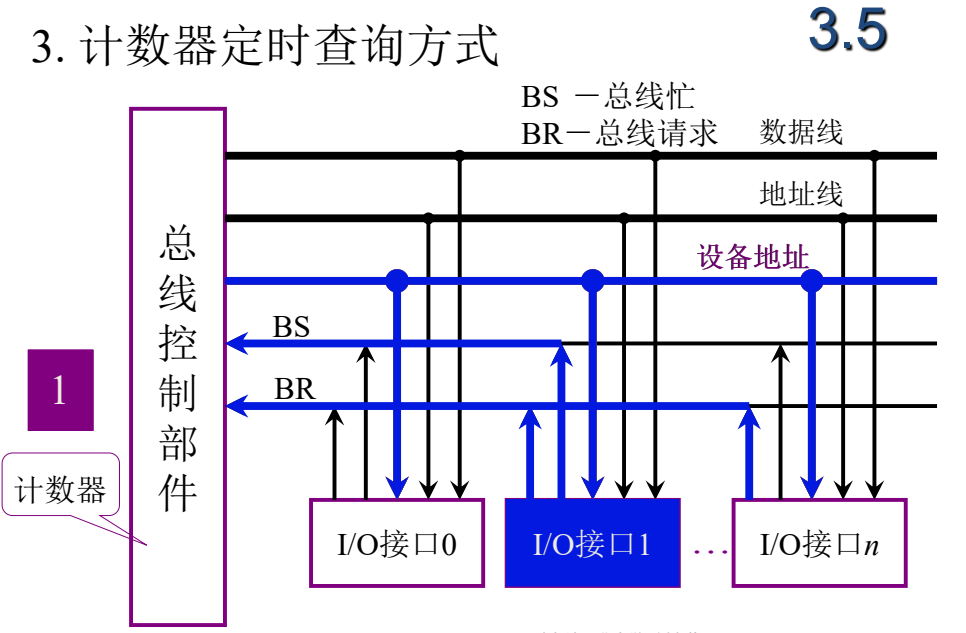 3. 计数器定时查询方式
3.5
BS －总线忙
BR－总线请求
数据线
地址线
设备地址
总线控制部件
BS
BR
1
计数器
I/O接口0
I/O接口1
…
I/O接口n